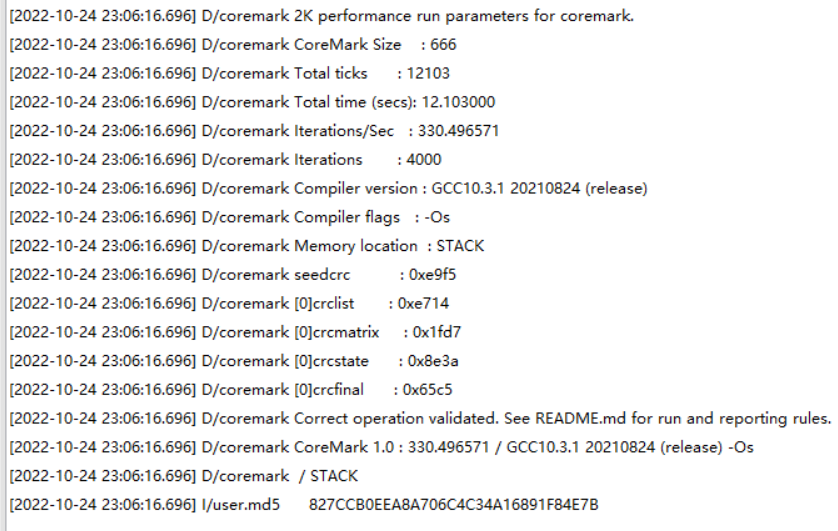 [2022-10-24 23:06:16.696] D/coremark 2K performance run parameters for coremark.
[2022-10-24 23:06:16.696] D/coremark CoreMark Size    : 666
[2022-10-24 23:06:16.696] D/coremark Total ticks      : 12103
[2022-10-24 23:06:16.696] D/coremark Total time (secs): 12.103000
[2022-10-24 23:06:16.696] D/coremark Iterations/Sec   : 330.496571
[2022-10-24 23:06:16.696] D/coremark Iterations       : 4000
[2022-10-24 23:06:16.696] D/coremark Compiler version : GCC10.3.1 20210824 (release)
[2022-10-24 23:06:16.696] D/coremark Compiler flags   : -Os
[2022-10-24 23:06:16.696] D/coremark Memory location  : STACK
[2022-10-24 23:06:16.696] D/coremark seedcrc          : 0xe9f5
[2022-10-24 23:06:16.696] D/coremark [0]crclist       : 0xe714
[2022-10-24 23:06:16.696] D/coremark [0]crcmatrix     : 0x1fd7
[2022-10-24 23:06:16.696] D/coremark [0]crcstate      : 0x8e3a
[2022-10-24 23:06:16.696] D/coremark [0]crcfinal      : 0x65c5
[2022-10-24 23:06:16.696] D/coremark Correct operation validated. See README.md for run and reporting rules.
[2022-10-24 23:06:16.696] D/coremark CoreMark 1.0 : 330.496571 / GCC10.3.1 20210824 (release) -Os
[2022-10-24 23:06:16.696] D/coremark  / STACK
[2022-10-24 23:06:16.696] I/user.md5      827CCB0EEA8A706C4C34A16891F84E7B